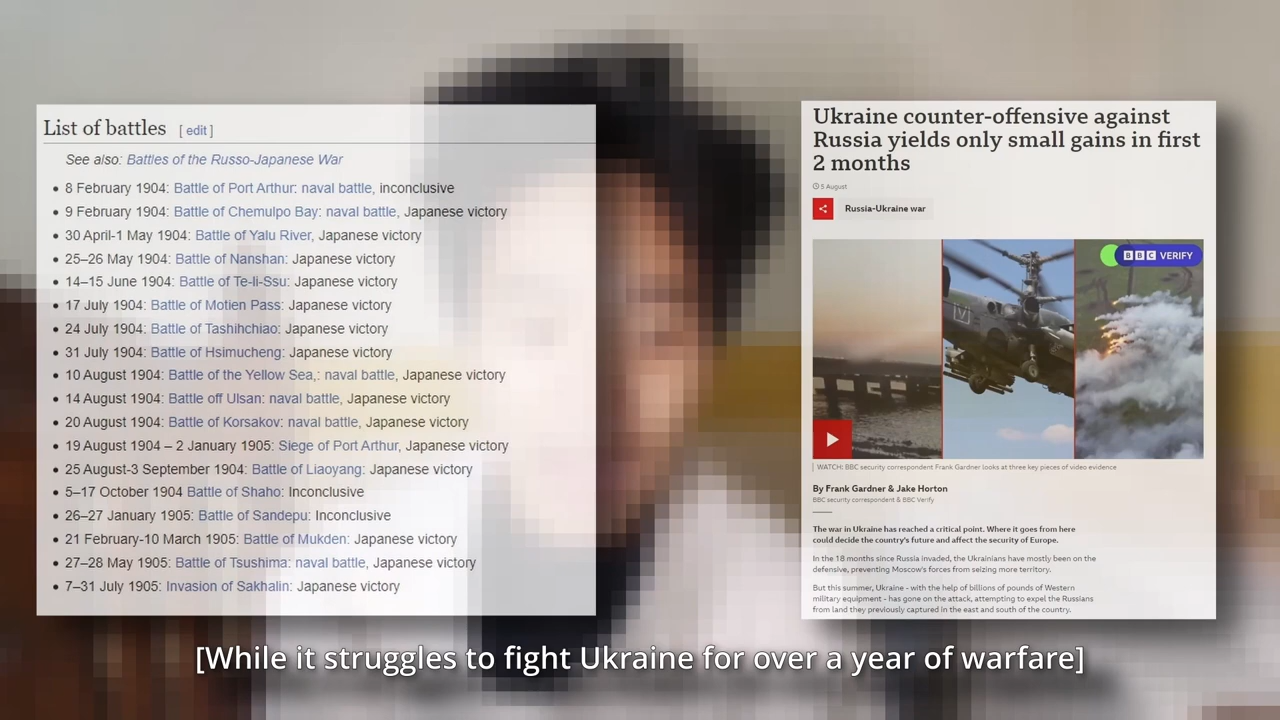 List of battles [ edit ]
See also: Battles of the Russo-Japanese War
• 8 February 1904: Battle of Port Arthur: naval battle, inconclusive
• 9 February 1904: Battle of Chemulpo Bay: naval battle, Japanese victory
• 30 April-1 May 1904: Battle of Yalu River, Japanese victory
• 25–26 May 1904: Battle of Nanshan: Japanese victory
• 14–15 June 1904: Battle of Te-li-Ssu: Japanese victory
• 17 July 1904: Battle of Motien Pass: Japanese victory
• 24 July 1904: Battle of Tashihchiao: Japanese victory
• 31 July 1904: Battle of Hsimucheng: Japanese victory
• 10 August 1904: Battle of the Yellow Sea,: naval battle, Japanese victory
• 14 August 1904: Battle off Ulsan: naval battle, Japanese victory
• 20 August 1904: Battle of Korsakov: naval battle, Japanese victory
• 19 August 1904 – 2 January 1905: Siege of Port Arthur, Japanese victory
• 25 August-3 September 1904: Battle of Liaoyang: Japanese victory
• 5–17 October 1904 Battle of Shaho: Inconclusive
• 26–27 January 1905: Battle of Sandepu: Inconclusive
• 21 February-10 March 1905: Battle of Mukden: Japanese victory
• 27–28 May 1905: Battle of Tsushima: naval battle, Japanese victory
• 7–31 July 1905: Invasion of Sakhalin: Japanese victory
Ukraine counter-offensive against
Russia yields only small gains in first
2 months
5 August
Russia-Ukraine war
BBC VERIFY
V
WATCH: BBC security correspondent Frank Gardner looks at three key pieces of video evidence
By Frank Gardner & Jake Horton
BBC security correspondent & BBC Verify
The war in Ukraine has reached a critical point. Where it goes from here
could decide the country's future and affect the security of Europe.
In the 18 months since Russia invaded, the Ukrainians have mostly been on the
defensive, preventing Moscow's forces from seizing more territory.
But this summer, Ukraine - with the help of billions of pounds of Western
military equipment - has gone on the attack, attempting to expel the Russians
from land they previously captured in the east and south of the country.
[While it struggles to fight Ukraine for over a year of warfare]